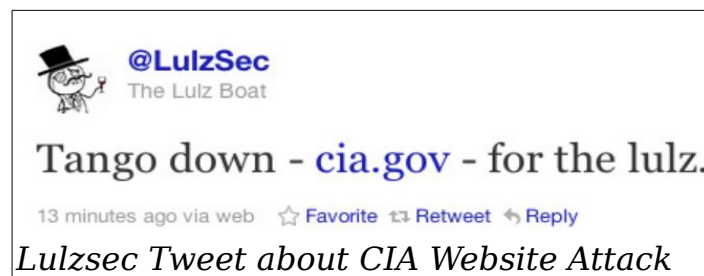 @LulzSec
The Lulz Boat
Tango down - cia.gov - for the lulz.
13 minutes ago via web Favorite Retweet Reply
Lulzsec Tweet about CIA Website Attack